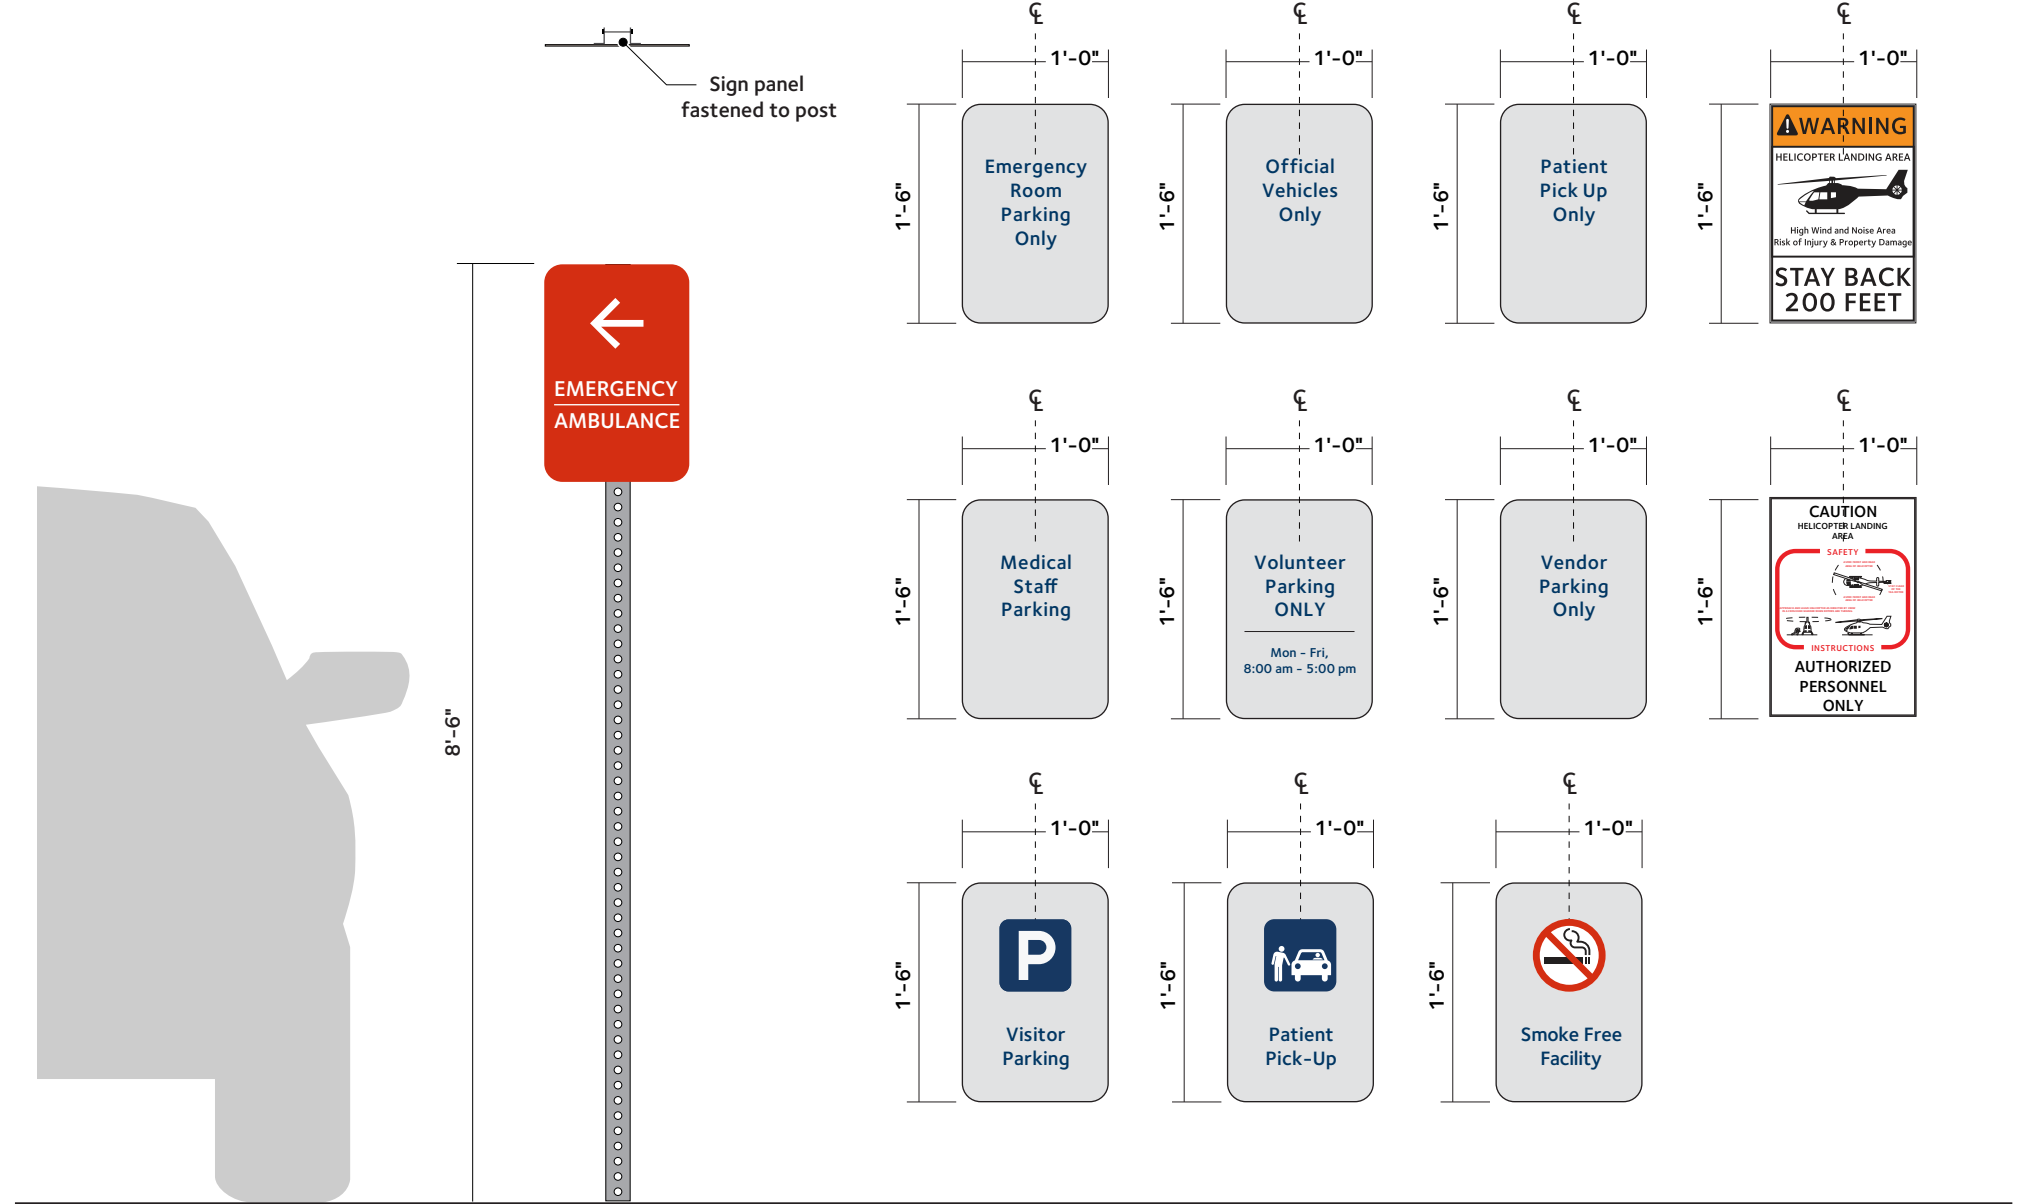 Sign panel
fastened to post
8'-6"
EMERGENCY
AMBULANCE
℄
1'-0"
1'-6"
Emergency
Room
Parking
Only
℄
1'-0"
1'-6"
Official
Vehicles
Only
℄
1'-0"
1'-6"
Patient
Pick Up
Only
℄
1'-0"
1'-6"
WARNING
HELICOPTER LANDING AREA
High Wind and Noise Area
Risk of Injury & Property Damage
STAY BACK
200 FEET
℄
1'-0"
1'-6"
Medical
Staff
Parking
℄
1'-0"
1'-6"
Volunteer
Parking
ONLY
Mon - Fri,
8:00 am - 5:00 pm
℄
1'-0"
1'-6"
Vendor
Parking
Only
℄
1'-0"
1'-6"
CAUTION
HELICOPTER LANDING
AREA
SAFETY
INSTRUCTIONS
AUTHORIZED
PERSONNEL
ONLY
℄
1'-0"
1'-6"
P
Visitor
Parking
℄
1'-0"
1'-6"
Patient
Pick-Up
℄
1'-0"
1'-6"
Smoke Free
Facility